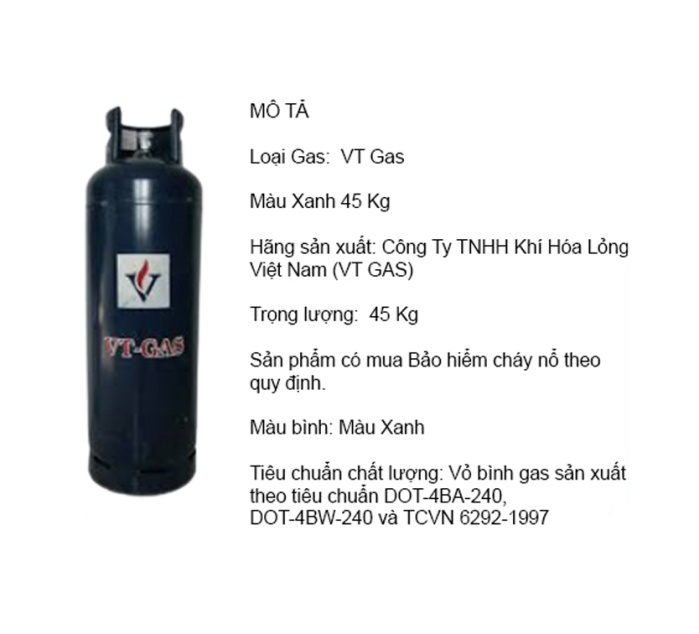 MÔ TẢ
Loại Gas: VT Gas
Màu Xanh 45 Kg
Hãng sản xuất: Công Ty TNHH Khí Hóa Lỏng
Việt Nam (VT GAS)
Trọng lượng: 45 Kg
Sản phẩm có mua Bảo hiểm cháy nổ theo
quy định.
Màu bình: Màu Xanh
Tiêu chuẩn chất lượng: Vỏ bình gas sản xuất
theo tiêu chuẩn DOT-4BA-240,
DOT-4BW-240 và TCVN 6292-1997
VT-GAS